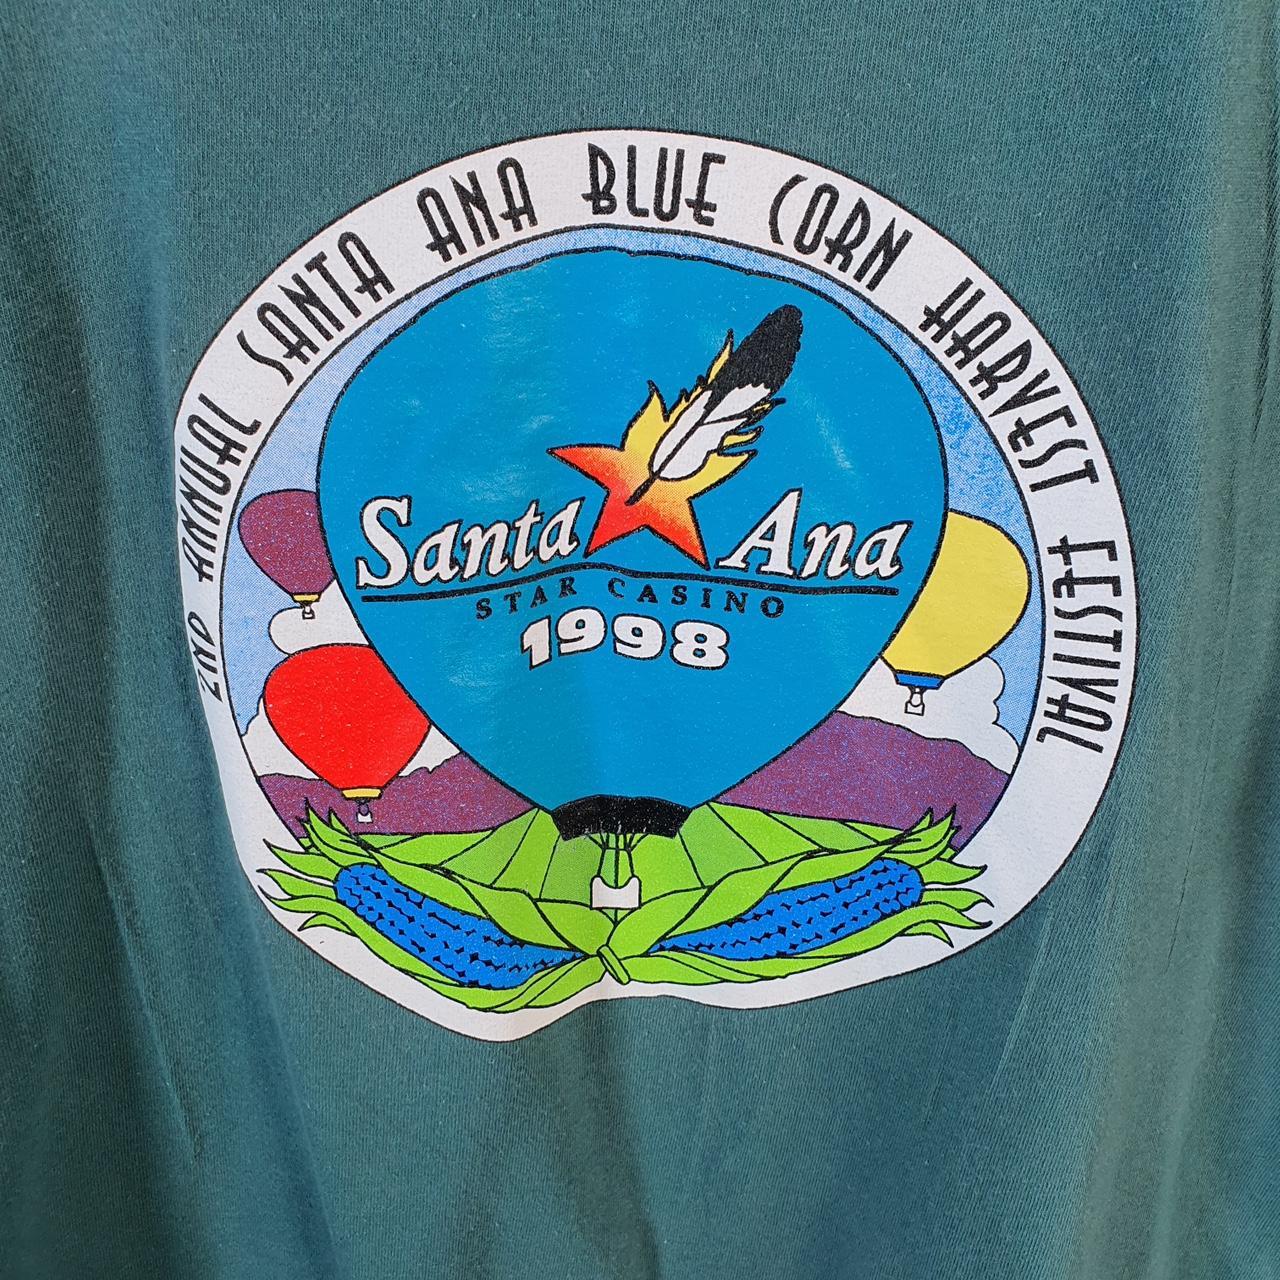 2ND ANNUAL SANTA ANA BLUE CORN HARVEST FESTIVAL
Santa Ana
STAR CASINO
1998